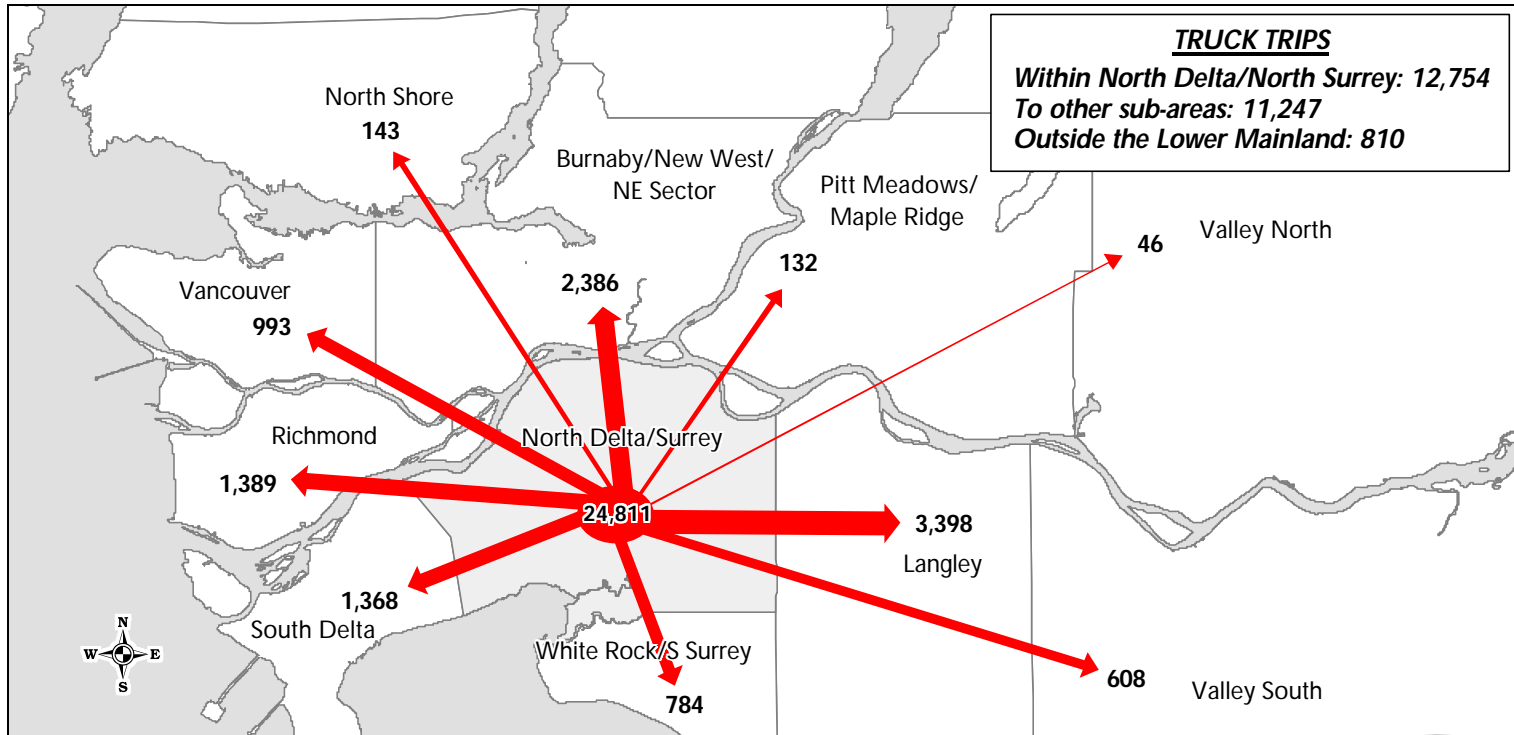 TRUCK TRIPS
Within North Delta/North Surrey: 12,754
To other sub-areas: 11,247
Outside the Lower Mainland: 810
North Shore
143
Burnaby/New West/
NE Sector
2,386
Pitt Meadows/
Maple Ridge
132
Valley North
46
Vancouver
993
Richmond
1,389
North Delta/Surrey
24,811
3,398
Langley
1,368
South Delta
White Rock/S Surrey
784
608
Valley South
N
W
E
S